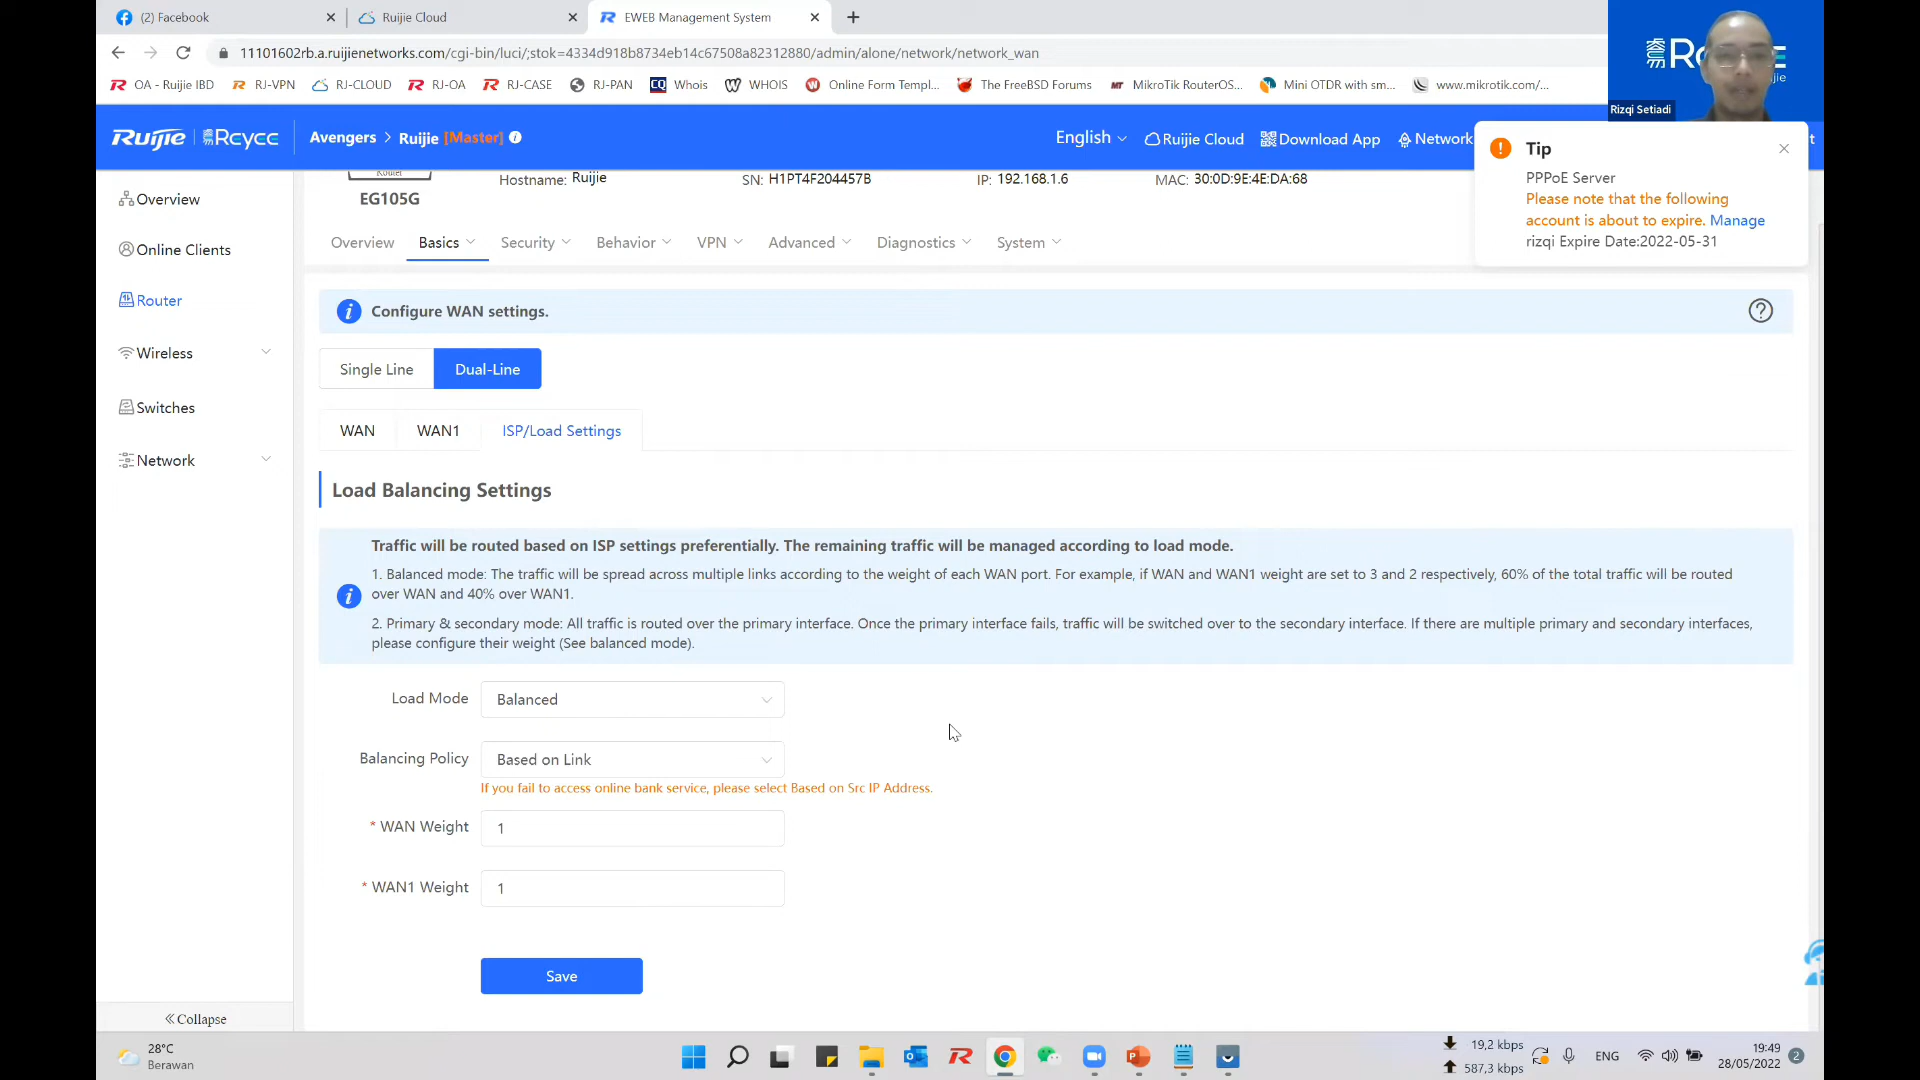 (2) Facebook
Ruijie Cloud
EWEB Management System
11101602rb.a.ruijienetworks.com/cgi-bin/luci/;stok=4334d918b8734eb14c67508a82312880/admin/alone/network/network_wan
OA - Ruijie IBD
RJ-VPN
RJ-CLOUD
RJ-OA
RJ-CASE
RJ-PAN
Whois
WHOIS
Online Form Templ...
The FreeBSD Forums
MikroTik RouterOS...
Mini OTDR with sm...
www.mikrotik.com/...
Rizqi Setiadi
Ruijie | Reyee
Avengers > Ruijie [Master]
English
Ruijie Cloud
Download App
Network
Tip
PPPoE Server
Please note that the following
account is about to expire. Manage
rizqi Expire Date:2022-05-31
Router
EG105G
Hostname: Ruijie
SN: H1PT4F204457B
IP: 192.168.1.6
MAC: 30:0D:9E:4E:DA:68
Overview
Online Clients
Router
Wireless
Switches
Network
Collapse
Overview
Basics
Security
Behavior
VPN
Advanced
Diagnostics
System
Configure WAN settings.
Single Line
Dual-Line
WAN
WAN1
ISP/Load Settings
Load Balancing Settings
Traffic will be routed based on ISP settings preferentially. The remaining traffic will be managed according to load mode.
1. Balanced mode: The traffic will be spread across multiple links according to the weight of each WAN port. For example, if WAN and WAN1 weight are set to 3 and 2 respectively, 60% of the total traffic will be routed
over WAN and 40% over WAN1.
2. Primary & secondary mode: All traffic is routed over the primary interface. Once the primary interface fails, traffic will be switched over to the secondary interface. If there are multiple primary and secondary interfaces,
please configure their weight (See balanced mode).
Load Mode Balanced
Balancing Policy Based on Link
If you fail to access online bank service, please select Based on Src IP Address.
* WAN Weight 1
* WAN1 Weight 1
Save
28°C
Berawan
19,2 kbps
587,3 kbps
ENG
19:49
28/05/2022
2